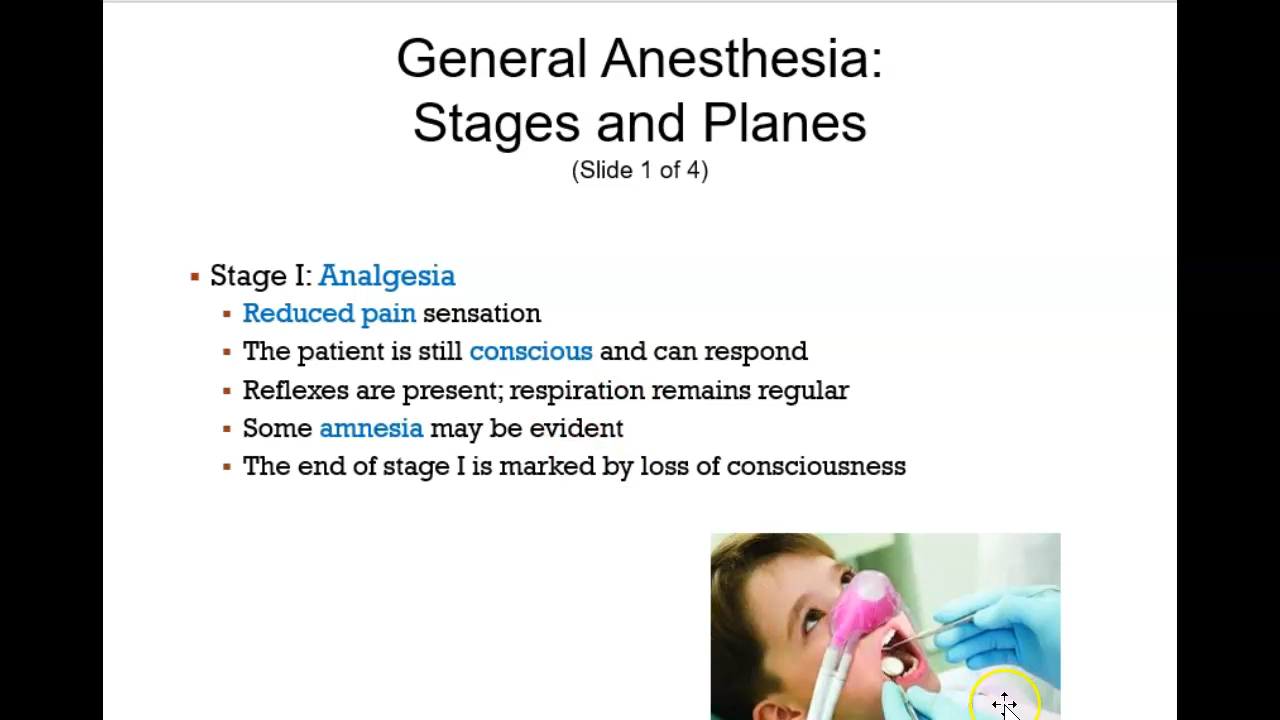 General Anesthesia:
Stages and Planes
(Slide 1 of 4)
Stage I: Analgesia
Reduced pain sensation
The patient is still conscious and can respond
Reflexes are present; respiration remains regular
Some amnesia may be evident
The end of stage I is marked by loss of consciousness